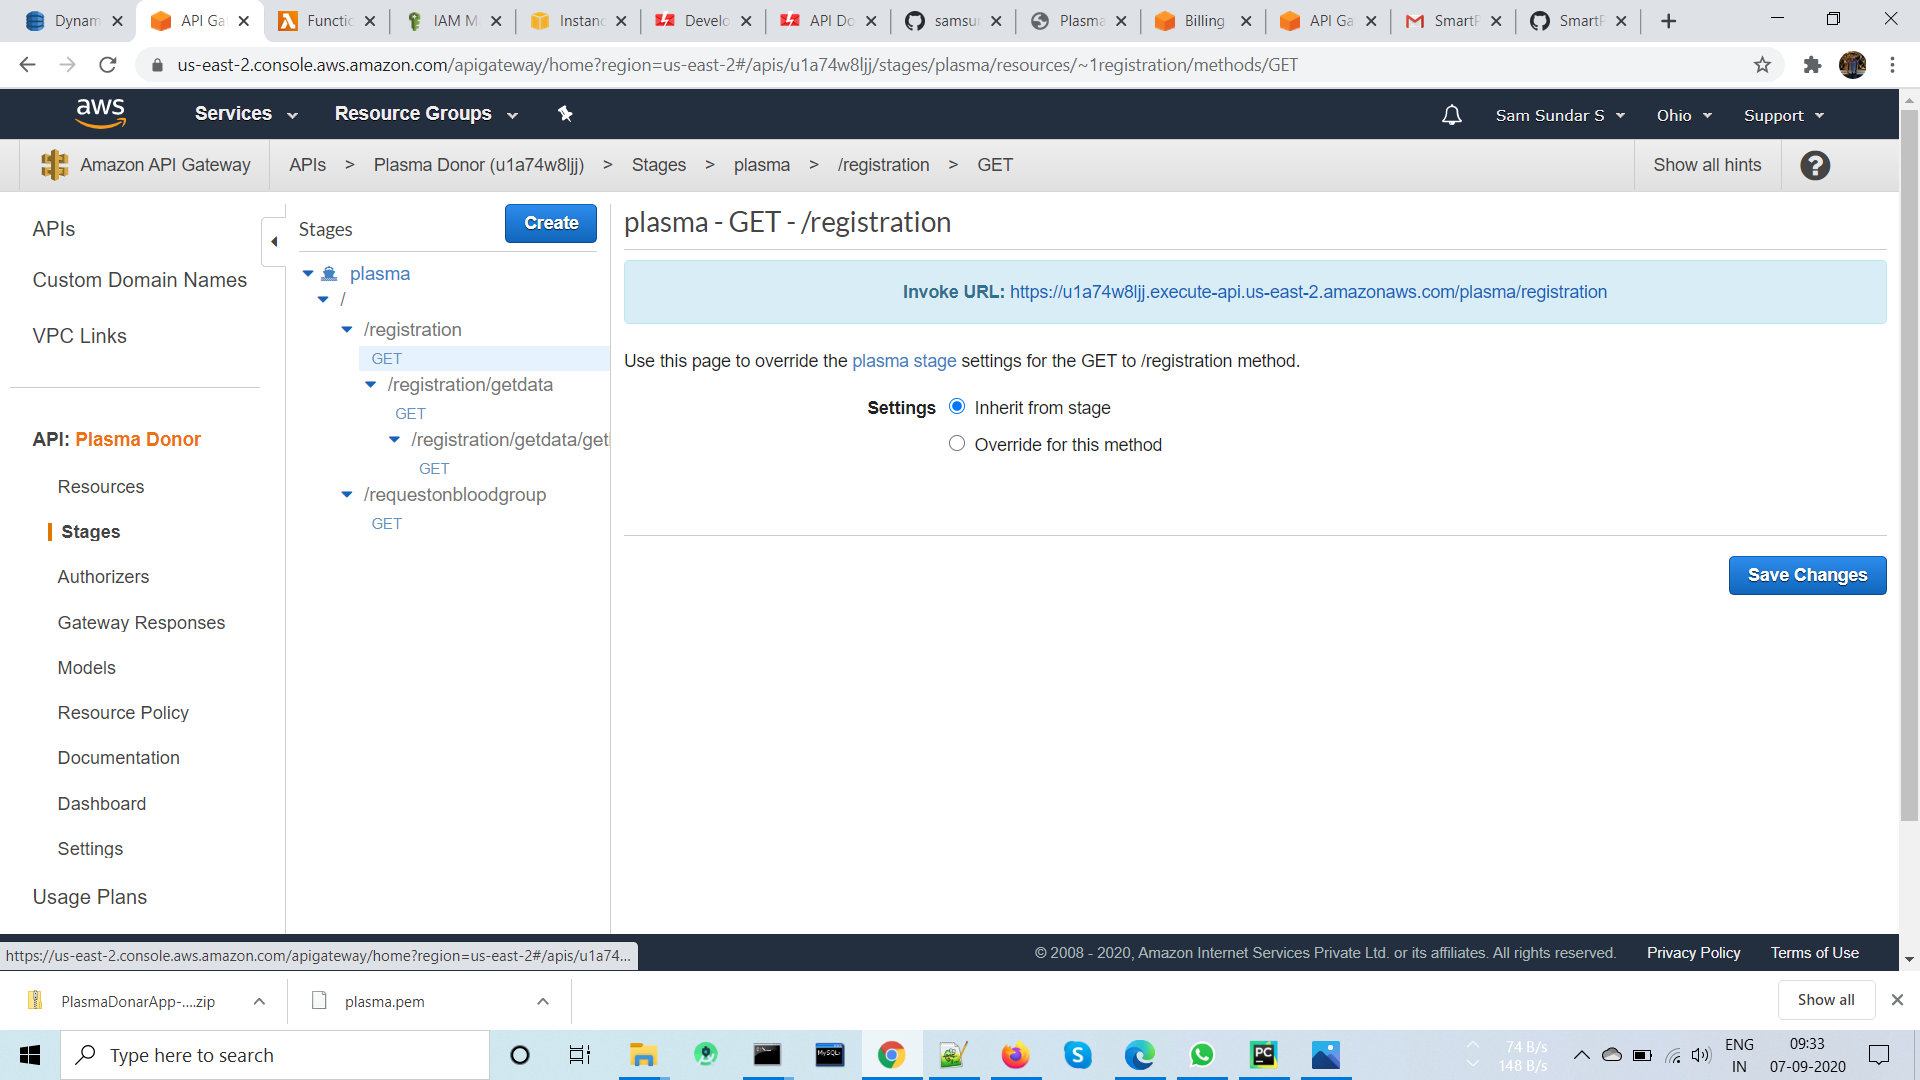 Dynam
API Ga
Functio
IAM M
Instanc
Develo
API Do
samsu
Plasma
Billing
API Ga
SmartF
SmartF
us-east-2.console.aws.amazon.com/apigateway/home?region=us-east-2#/apis/u1a74w8ljj/stages/plasma/resources/~1registration/methods/GET
aws
Services
Resource Groups
Sam Sundar S
Ohio
Support
Amazon API Gateway
APIs > Plasma Donor (u1a74w8ljj) > Stages > plasma > /registration > GET
Show all hints
?
APIs
Custom Domain Names
VPC Links
API: Plasma Donor
Resources
Stages
Authorizers
Gateway Responses
Models
Resource Policy
Documentation
Dashboard
Settings
Usage Plans
Stages
Create
plasma
/
/registration
GET
/registration/getdata
GET
/registration/getdata/get
GET
/requestonbloodgroup
GET
plasma - GET - /registration
Invoke URL: https://u1a74w8ljj.execute-api.us-east-2.amazonaws.com/plasma/registration
Use this page to override the plasma stage settings for the GET to /registration method.
Settings
Inherit from stage
Override for this method
Save Changes
https://us-east-2.console.aws.amazon.com/apigateway/home?region=us-east-2#/apis/u1a74...
© 2008 - 2020, Amazon Internet Services Private Ltd. or its affiliates. All rights reserved.
Privacy Policy
Terms of Use
PlasmaDonarApp-....zip
plasma.pem
Show all
Type here to search
MySQL
S
PC
74 B/s
148 B/s
ENG
IN
09:33
07-09-2020